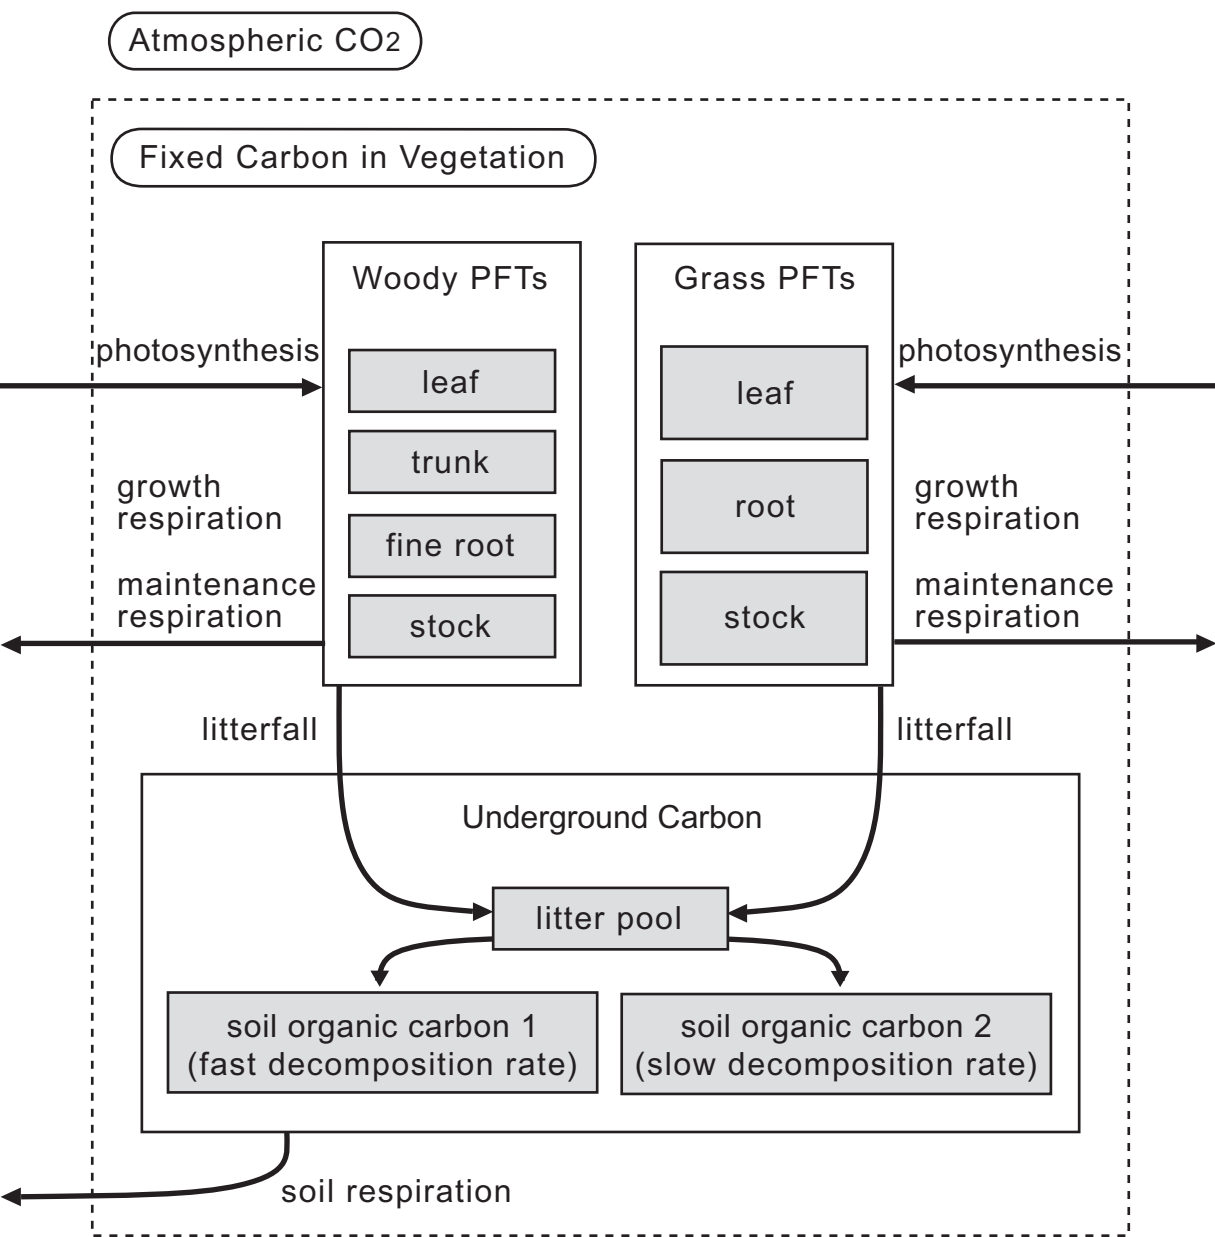 Atmospheric CO2
Fixed Carbon in Vegetation
Woody PFTs
Grass PFTs
photosynthesis
photosynthesis
leaf
leaf
trunk
growth
respiration
growth
respiration
root
fine root
maintenance
respiration
maintenance
respiration
stock
stock
litterfall
litterfall
Underground Carbon
litter pool
soil organic carbon 1
(fast decomposition rate)
soil organic carbon 2
(slow decomposition rate)
soil respiration